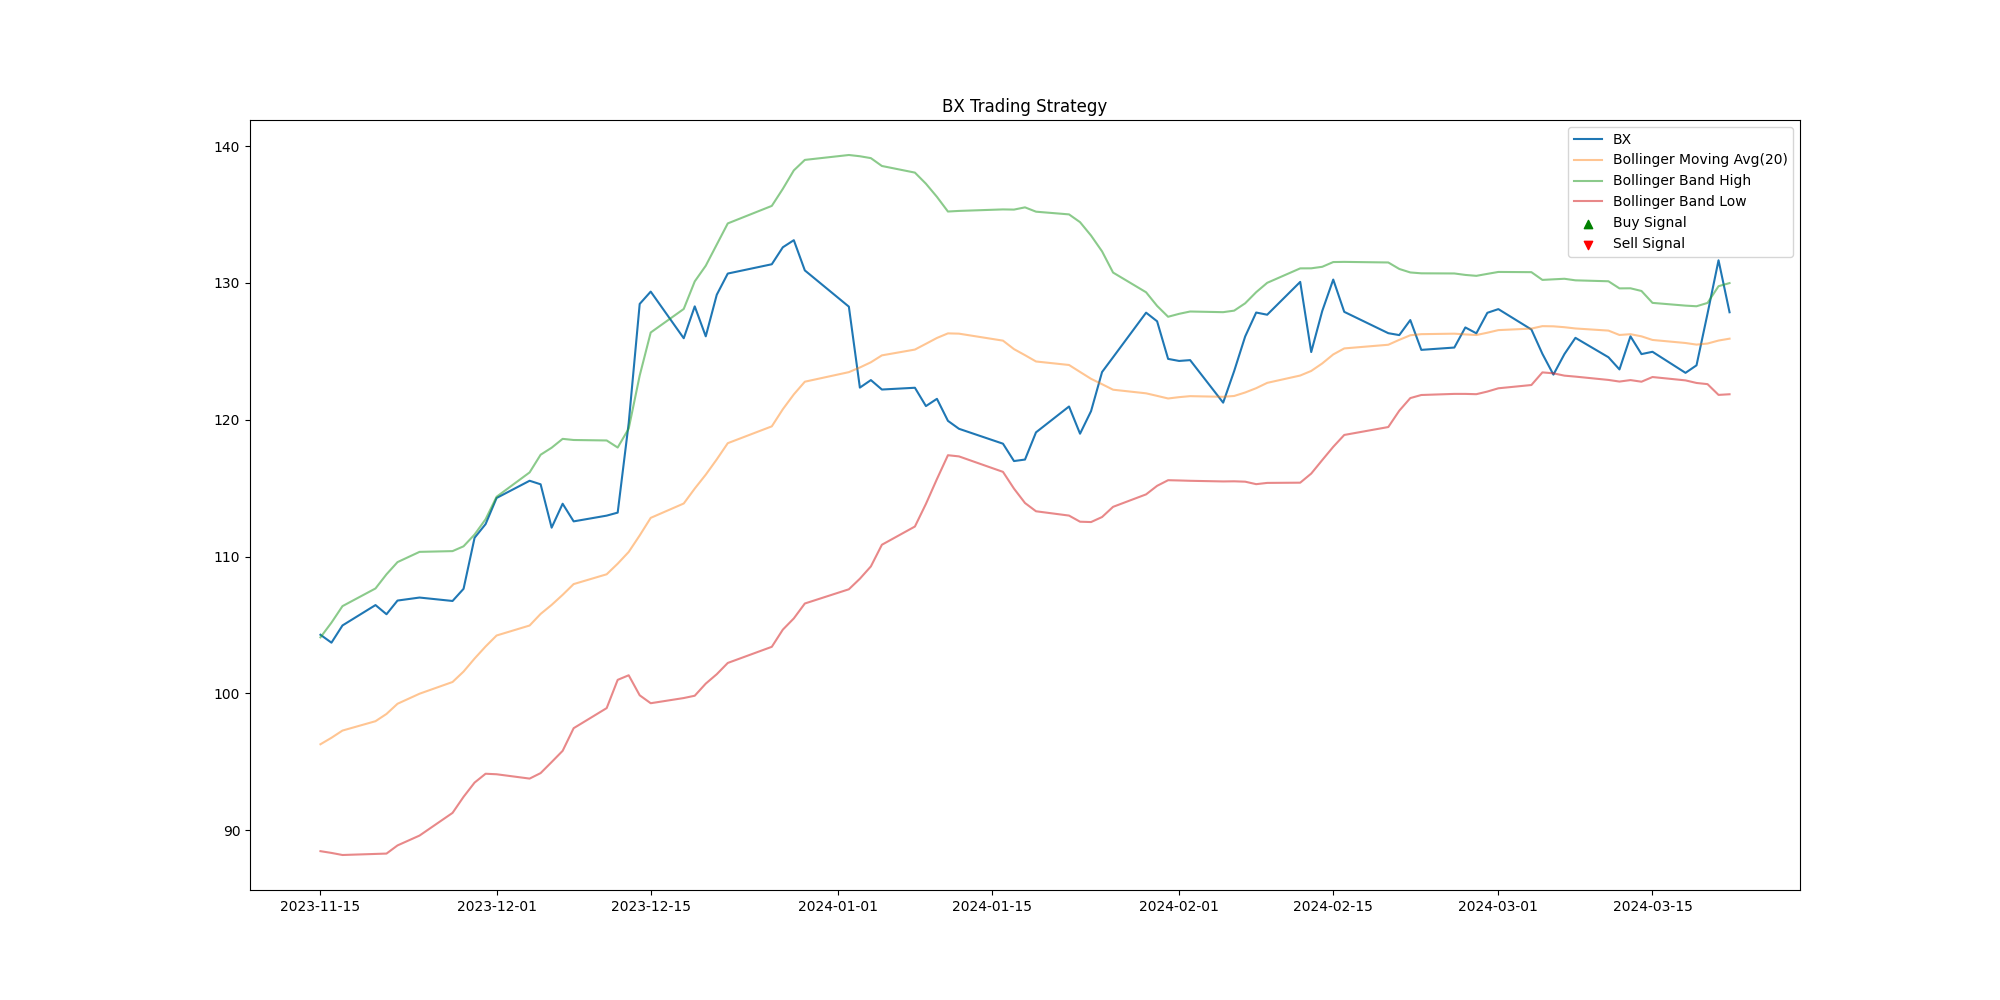 BX Trading Strategy
140
130
120
110
100
90
BX
Bollinger Moving Avg(20)
Bollinger Band High
Bollinger Band Low
Buy Signal
Sell Signal
2023-11-15
2023-12-01
2023-12-15
2024-01-01
2024-01-15
2024-02-01
2024-02-15
2024-03-01
2024-03-15